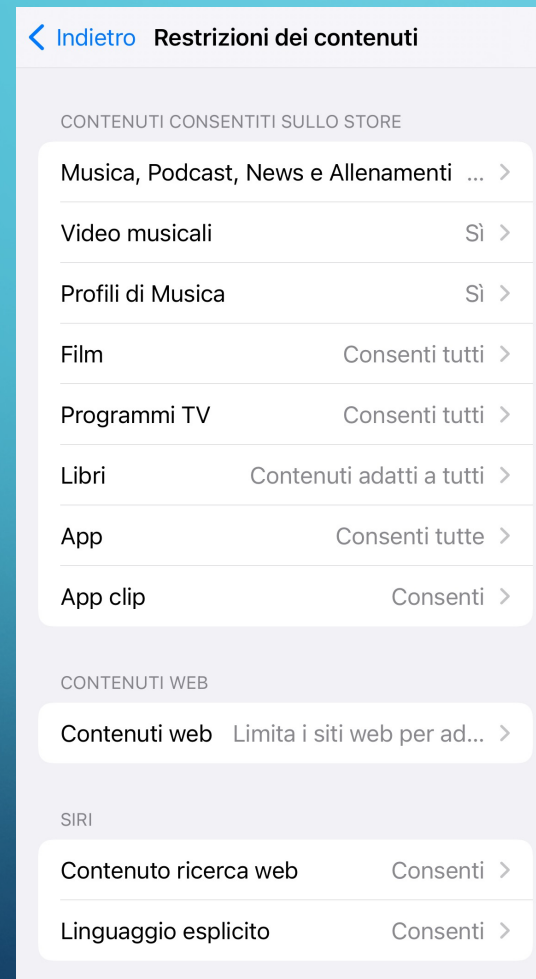 Indietro Restrizioni dei contenuti
CONTENUTI CONSENTITI SULLO STORE
Musica, Podcast, News e Allenamenti ...
Video musicali Sì
Profili di Musica Sì
Film Consenti tutti
Programmi TV Consenti tutti
Libri Contenuti adatti a tutti
App Consenti tutte
App clip Consenti
CONTENUTI WEB
Contenuti web Limita i siti web per ad...
SIRI
Contenuto ricerca web Consenti
Linguaggio esplicito Consenti